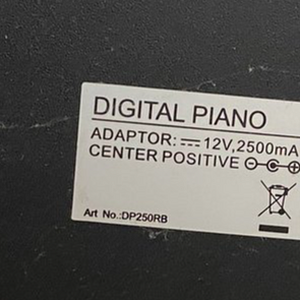 DIGITAL PIANO
ADAPTOR: ⎓ 12V,2500mA
CENTER POSITIVE
Art No.:DP250RB